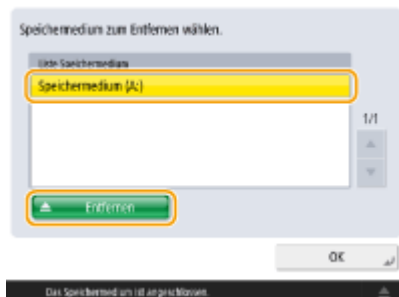 Speichermedium zum Entfernen wählen.
Liste Speichermedium
Speichermedium (A:)
1/1
Entfernen
OK
Das Speichermedium ist angeschlossen.